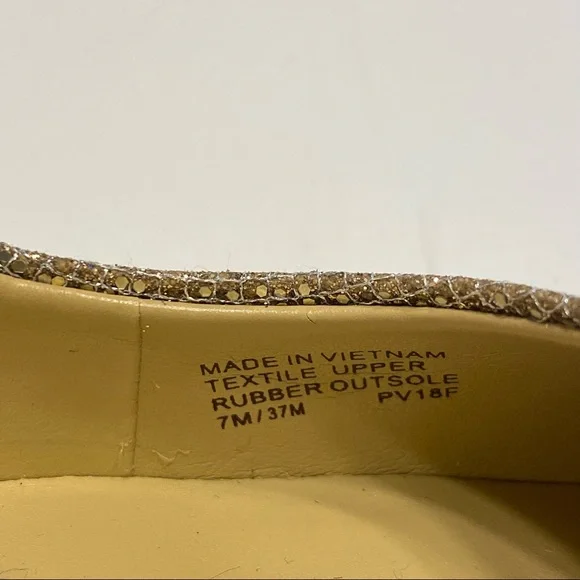 MADE IN VIETNAM
TEXTILE UPPER
RUBBER OUTSOLE
7M/37M PV18F